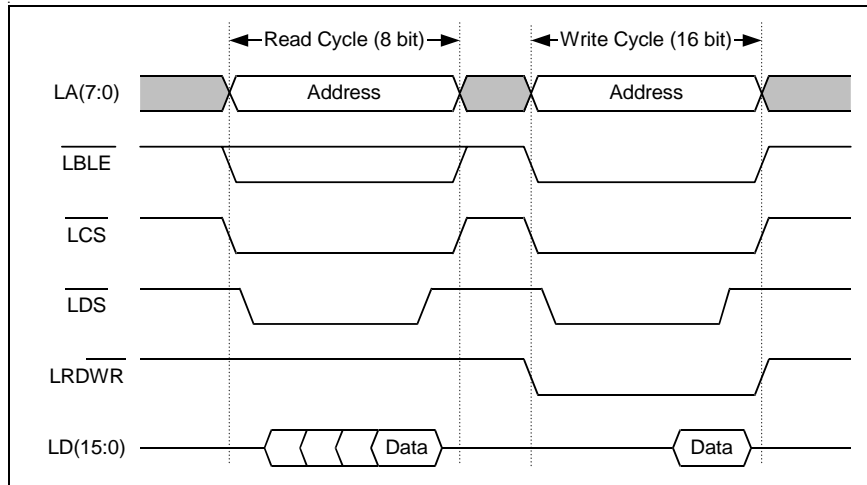 Read Cycle (8 bit) Write Cycle (16 bit)
LA(7:0) Address Address
LBLE
LCS
LDS
LRDWR
LD(15:0) Data Data